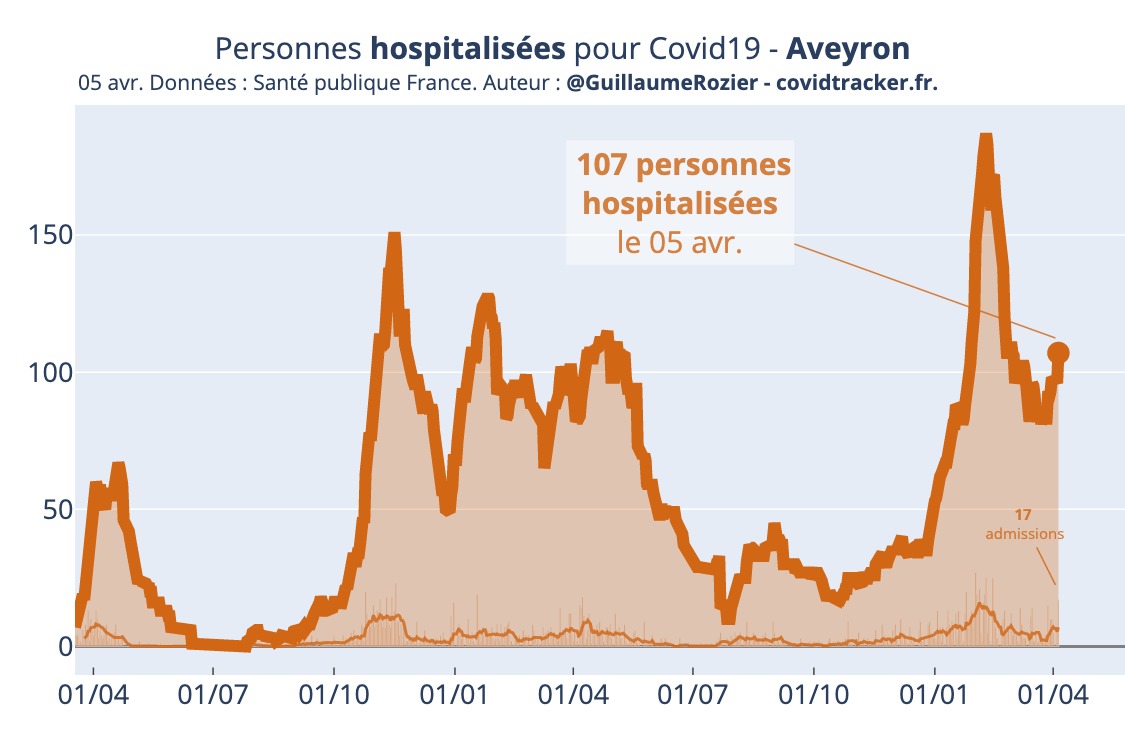 Personnes hospitalisées pour Covid19 - Aveyron
05 avr. Données : Santé publique France. Auteur : @GuillaumeRozier - covidtracker.fr.
107 personnes
hospitalisées
le 05 avr.
150
100
50
0
17
admissions
01/04 01/07 01/10 01/01 01/04 01/07 01/10 01/01 01/04